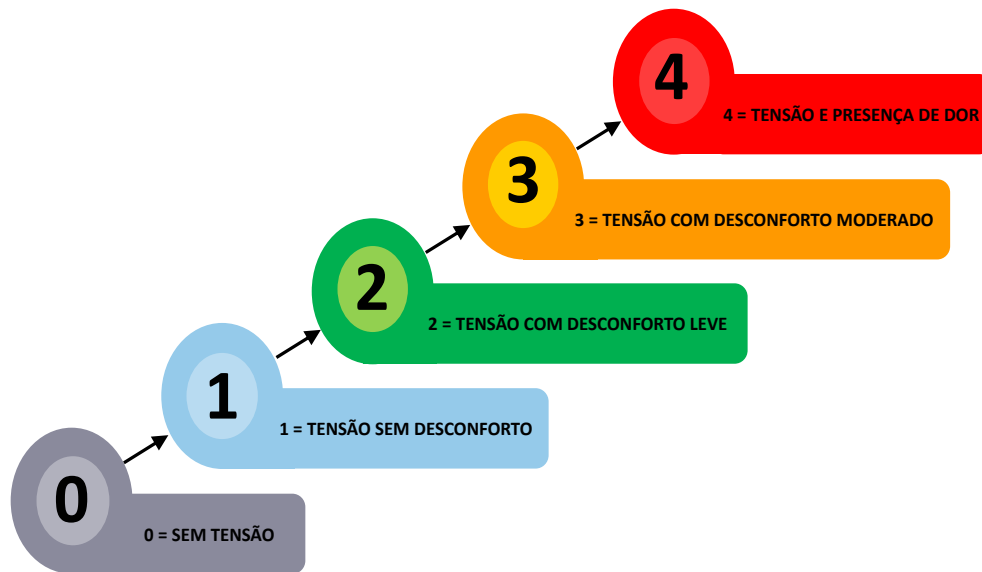 4
4 = TENSÃO E PRESENÇA DE DOR
3
3 = TENSÃO COM DESCONFORTO MODERADO
2
2 = TENSÃO COM DESCONFORTO LEVE
1
1 = TENSÃO SEM DESCONFORTO
0
0 = SEM TENSÃO